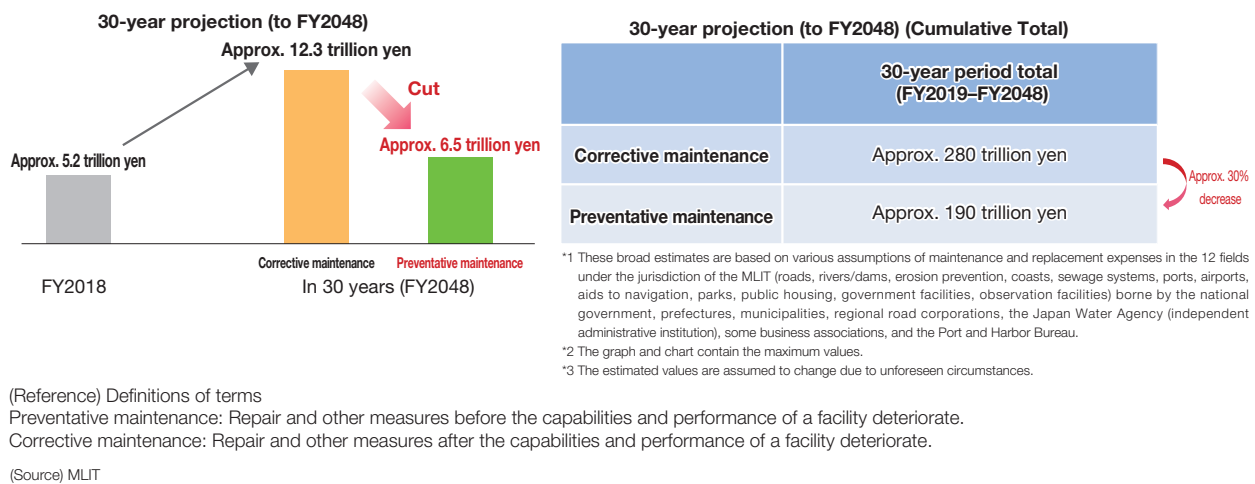 30-year projection (to FY2048)
Approx. 12.3 trillion yen
Cut
Approx. 6.5 trillion yen
Approx. 5.2 trillion yen
Corrective maintenance
Preventative maintenance
FY2018
In 30 years (FY2048)
30-year projection (to FY2048) (Cumulative Total)
30-year period total
(FY2019–FY2048)
Corrective maintenance
Approx. 280 trillion yen
Preventative maintenance
Approx. 190 trillion yen
Approx. 30%
decrease
*1 These broad estimates are based on various assumptions of maintenance and replacement expenses in the 12 fields
under the jurisdiction of the MLIT (roads, rivers/dams, erosion prevention, coasts, sewage systems, ports, airports,
aids to navigation, parks, public housing, government facilities, observation facilities) borne by the national
government, prefectures, municipalities, regional road corporations, the Japan Water Agency (independent
administrative institution), some business associations, and the Port and Harbor Bureau.
*2 The graph and chart contain the maximum values.
*3 The estimated values are assumed to change due to unforeseen circumstances.
(Reference) Definitions of terms
Preventative maintenance: Repair and other measures before the capabilities and performance of a facility deteriorate.
Corrective maintenance: Repair and other measures after the capabilities and performance of a facility deteriorate.
(Source) MLIT